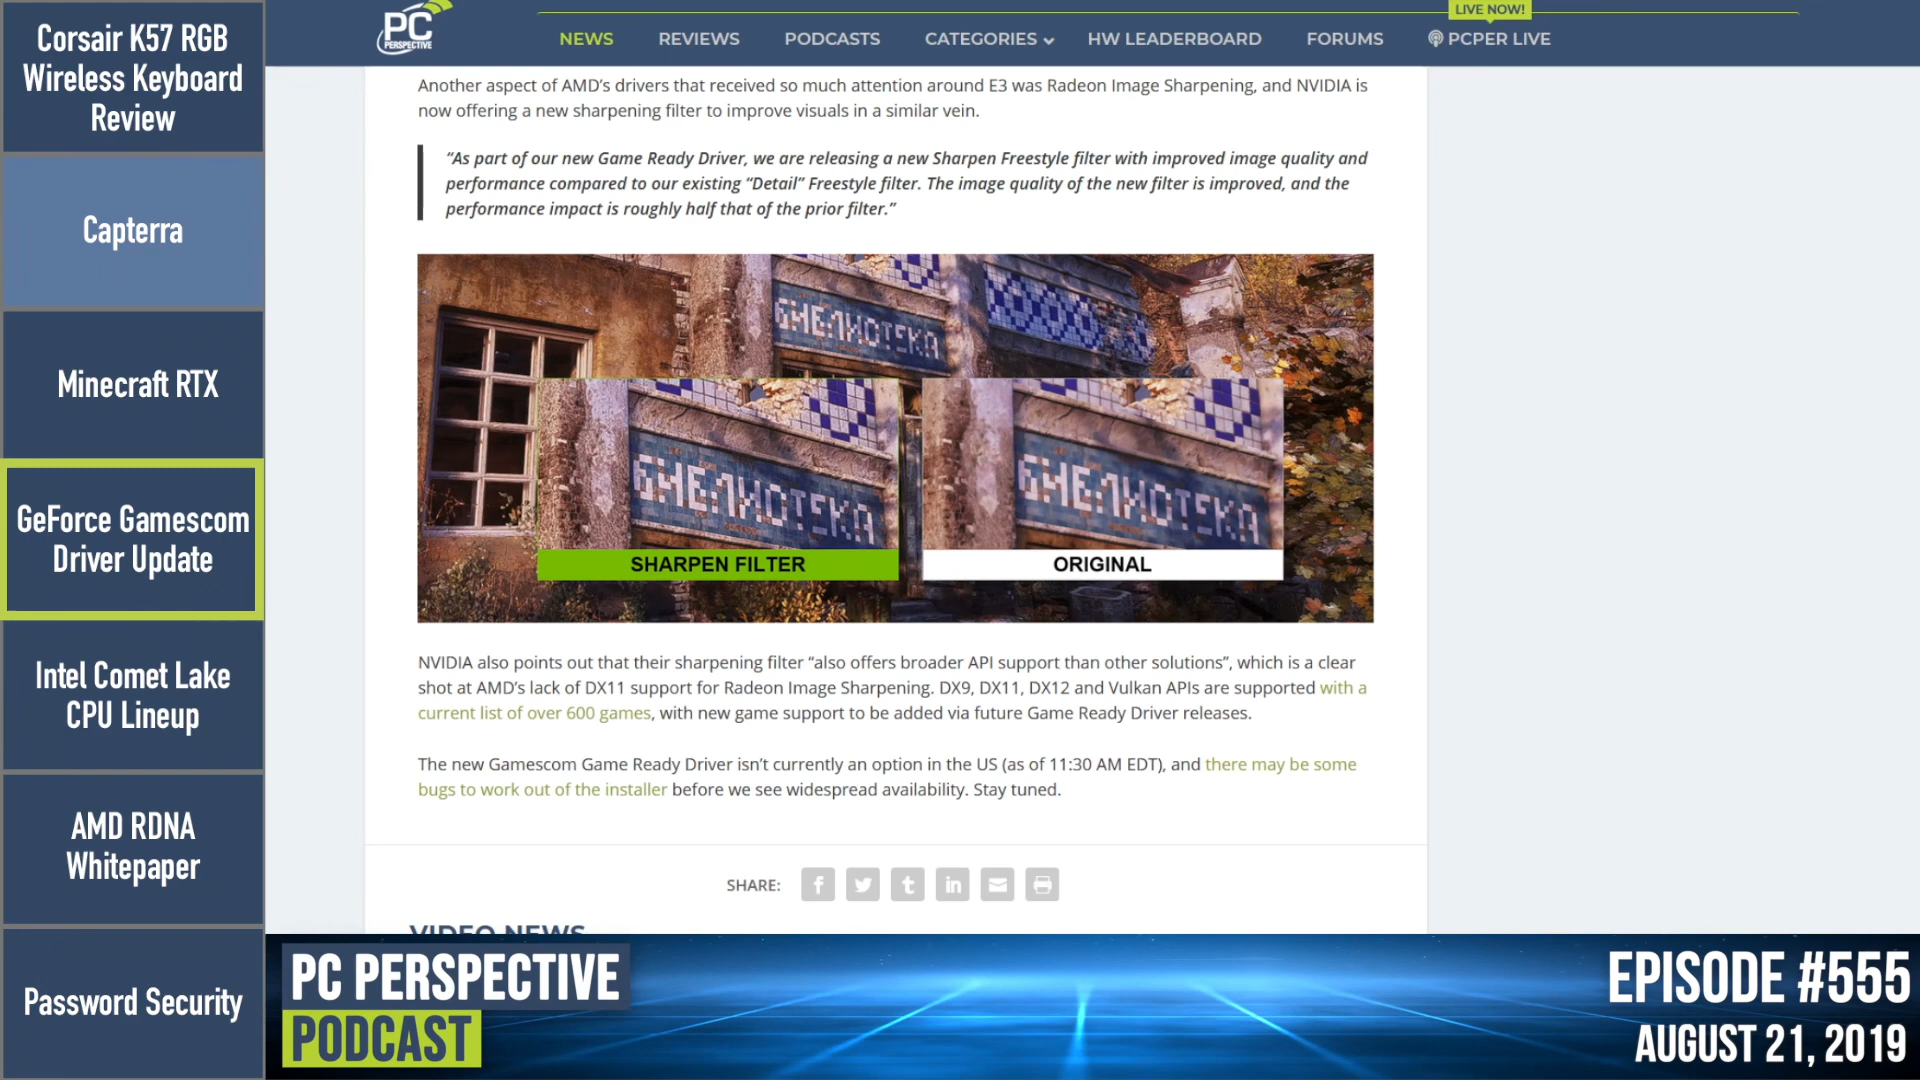 Corsair K57 RGB
Wireless Keyboard
Review
Capterra
Minecraft RTX
GeForce Gamescom
Driver Update
Intel Comet Lake
CPU Lineup
AMD RDNA
Whitepaper
Password Security
PC
PERSPECTIVE
NEWS
REVIEWS
PODCASTS
CATEGORIES
HW LEADERBOARD
FORUMS
LIVE NOW!
PCPER LIVE
Another aspect of AMD’s drivers that received so much attention around E3 was Radeon Image Sharpening, and NVIDIA is
now offering a new sharpening filter to improve visuals in a similar vein.
“As part of our new Game Ready Driver, we are releasing a new Sharpen Freestyle filter with improved image quality and
performance compared to our existing “Detail” Freestyle filter. The image quality of the new filter is improved, and the
performance impact is roughly half that of the prior filter.”
БИБЛИОТЕКА
БИБЛИОТЕКА
БИБЛИОТЕКА
SHARPEN FILTER
ORIGINAL
NVIDIA also points out that their sharpening filter “also offers broader API support than other solutions”, which is a clear
shot at AMD’s lack of DX11 support for Radeon Image Sharpening. DX9, DX11, DX12 and Vulkan APIs are supported with a
current list of over 600 games, with new game support to be added via future Game Ready Driver releases.
The new Gamescom Game Ready Driver isn’t currently an option in the US (as of 11:30 AM EDT), and there may be some
bugs to work out of the installer before we see widespread availability. Stay tuned.
SHARE:
VIDEO NEWS
PC PERSPECTIVE
PODCAST
EPISODE #555
AUGUST 21, 2019